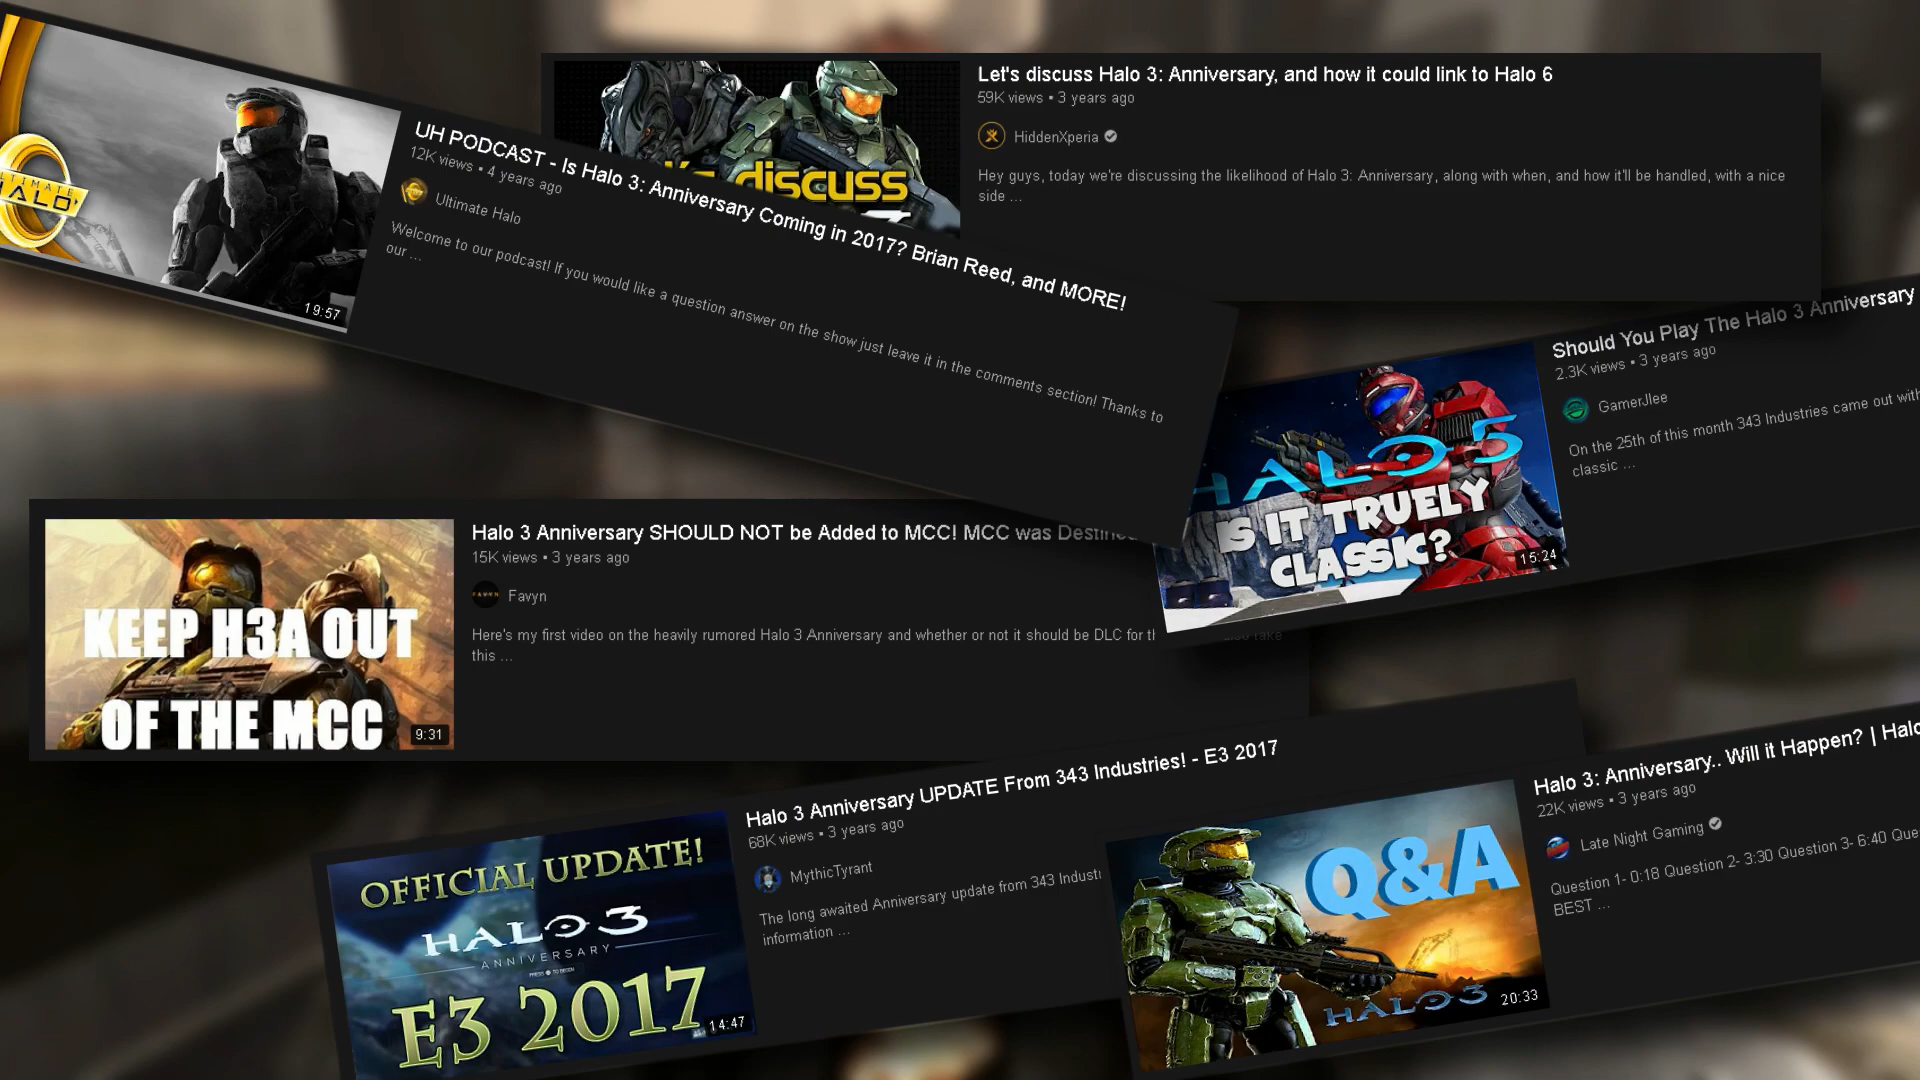 Let's discuss Halo 3: Anniversary, and how it could link to Halo 6
59K views • 3 years ago
HiddenXperia
Hey guys, today we're discussing the likelihood of Halo 3: Anniversary, along with when, and how it'll be handled, with a nice
side ...
discuss
UH PODCAST - Is Halo 3: Anniversary Coming in 2017? Brian Reed, and MORE!
12K views • 4 years ago
Ultimate Halo
Welcome to our podcast! If you would like a question answer on the show just leave it in the comments section! Thanks to
our ...
HALO
19:57
Should You Play The Halo 3 Anniversary
2.3K views • 3 years ago
GamerJlee
On the 25th of this month 343 Industries came out with
classic ...
HALO 5
IS IT TRUELY
CLASSIC?
15:24
Halo 3 Anniversary SHOULD NOT be Added to MCC! MCC was
15K views • 3 years ago
Favyn
Here's my first video on the heavily rumored Halo 3 Anniversary and whether or not it should be DLC for
this ...
KEEP H3A OUT
OF THE MCC
9:31
Halo 3 Anniversary UPDATE From 343 Industries! - E3 2017
68K views • 3 years ago
MythicTyrant
The long awaited Anniversary update from 343
information ...
OFFICIAL UPDATE!
HALO 3
ANNIVERSARY
E3 2017
14:47
Halo 3: Anniversary.. Will it Happen? | Halo
22K views • 3 years ago
Late Night Gaming
Question 1- 0:18 Question 2- 3:30 Question 3- 6:40
BEST ...
Q&A
HALO 3
20:33